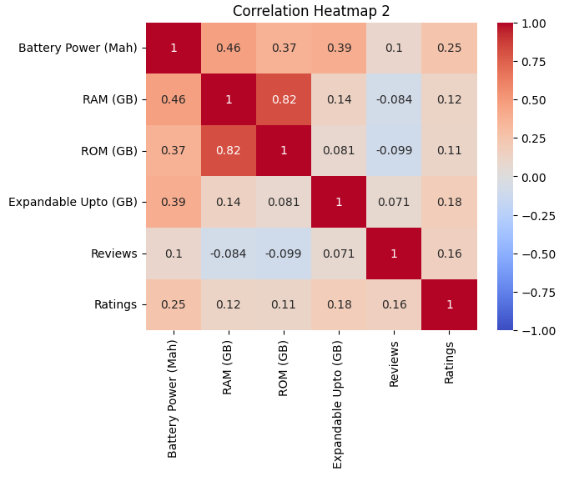 Correlation Heatmap 2
Battery Power (Mah) 1 0.46 0.37 0.39 0.1 0.25 1.00
0.75
RAM (GB) 0.46 1 0.82 0.14 -0.084 0.12
0.50
ROM (GB) 0.37 0.82 1 0.081 -0.099 0.11 0.25
0.00
Expandable Upto (GB) 0.39 0.14 0.081 1 0.071 0.18 -0.25
Reviews 0.1 -0.084 -0.099 0.071 1 0.16 -0.50
-0.75
Ratings 0.25 0.12 0.11 0.18 0.16 1
-1.00
Battery Power (Mah)
RAM (GB)
ROM (GB)
Expandable Upto (GB)
Reviews
Ratings